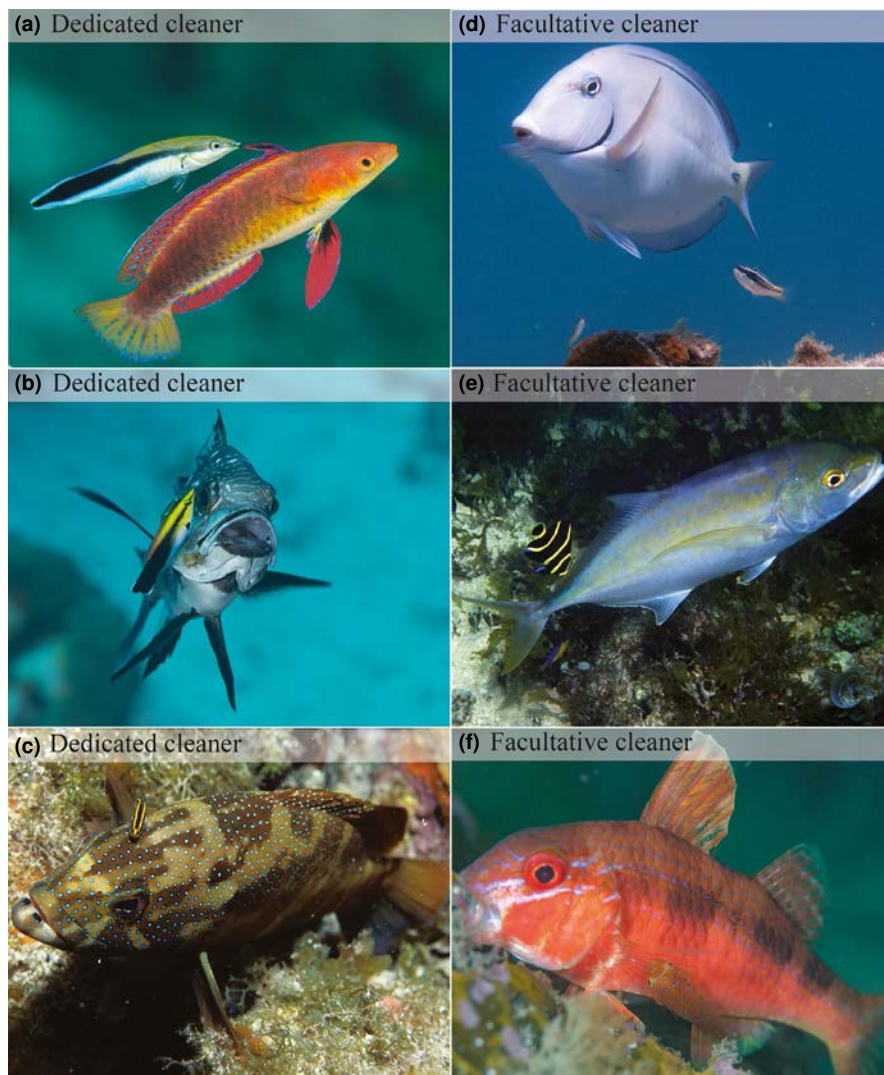 (a) Dedicated cleaner
(d) Facultative cleaner
(b) Dedicated cleaner
(e) Facultative cleaner
(c) Dedicated cleaner
(f) Facultative cleaner